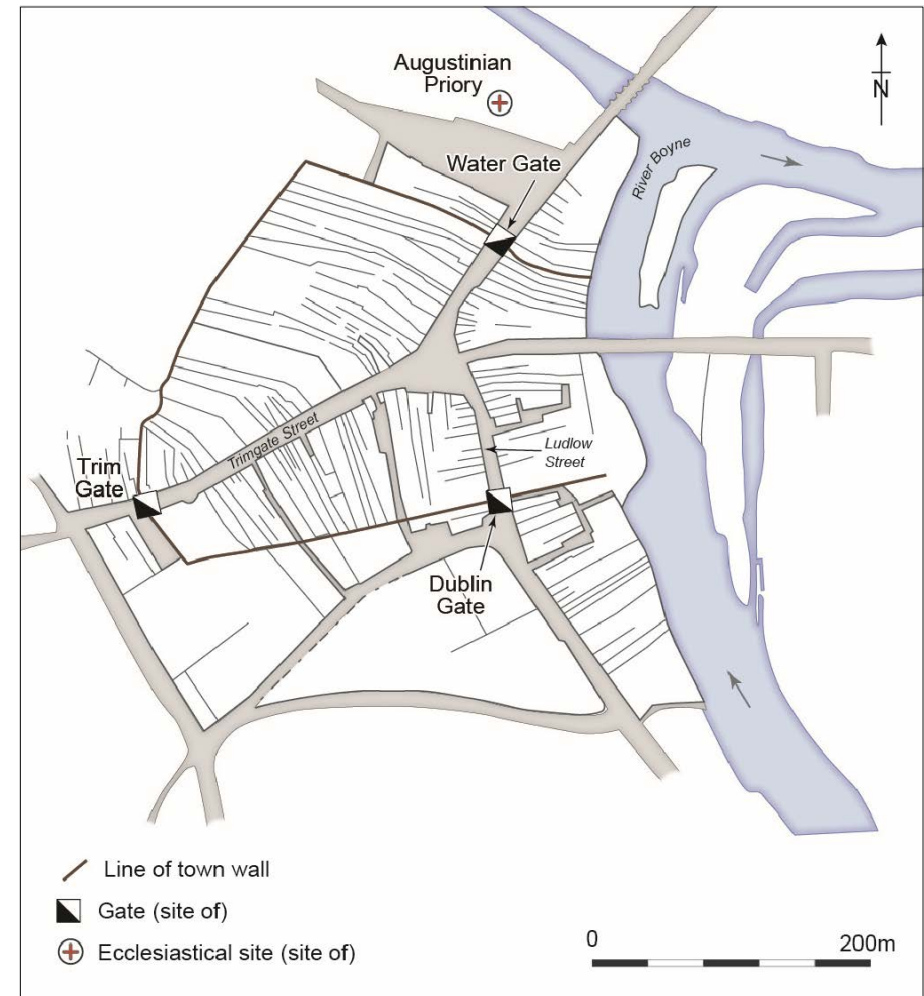 Augustinian
Priory
N
Water Gate
River Boyne
Trimgate Street
Ludlow
Street
Trim
Gate
Dublin
Gate
Line of town wall
Gate (site of)
Ecclesiastical site (site of)
0
200m